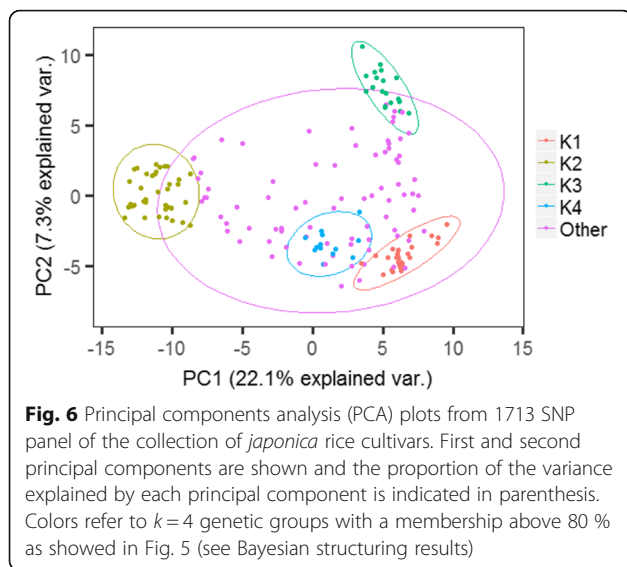 10
5
0
-5
PC2 (7.3% explained var.)
-15
-10
-5
0
5
10
15
PC1 (22.1% explained var.)
K1
K2
K3
K4
Other
Fig. 6 Principal components analysis (PCA) plots from 1713 SNP
panel of the collection of japonica rice cultivars. First and second
principal components are shown and the proportion of the variance
explained by each principal component is indicated in parenthesis.
Colors refer to k = 4 genetic groups with a membership above 80 %
as showed in Fig. 5 (see Bayesian structuring results)